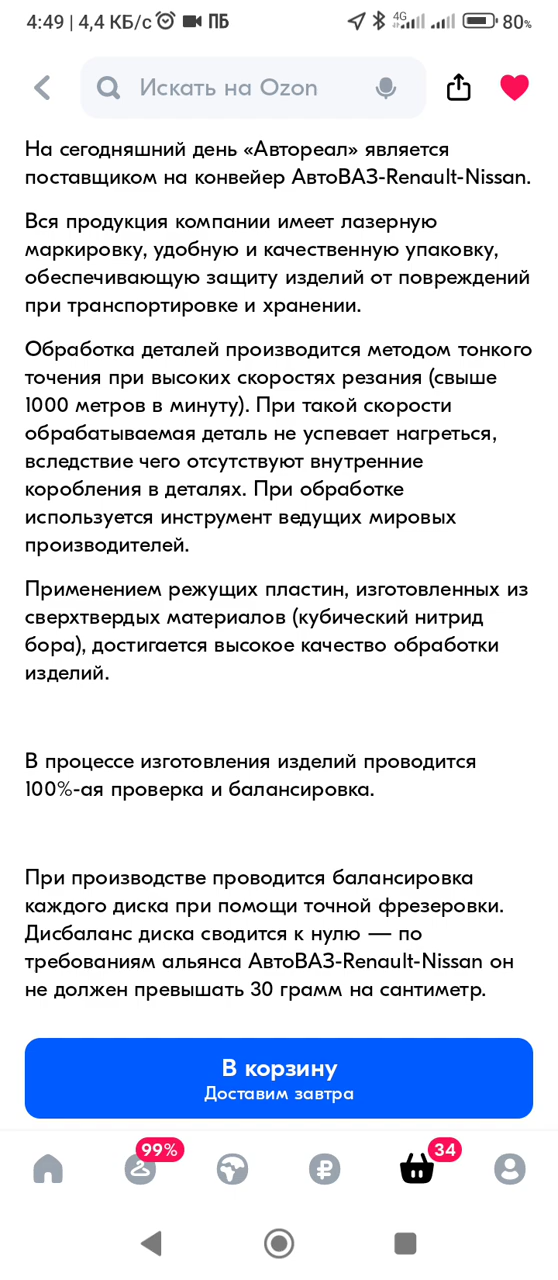 4:49 | 4,4 КБ/с ПБ 4G 80%
Искать на Ozon
На сегодняшний день «Автореал» является
поставщиком на конвейер АвтоВАЗ-Renault-Nissan.
Вся продукция компании имеет лазерную
маркировку, удобную и качественную упаковку,
обеспечивающую защиту изделий от повреждений
при транспортировке и хранении.
Обработка деталей производится методом тонкого
точения при высоких скоростях резания (свыше
1000 метров в минуту). При такой скорости
обрабатываемая деталь не успевает нагреться,
вследствие чего отсутствуют внутренние
коробления в деталях. При обработке
используется инструмент ведущих мировых
производителей.
Применением режущих пластин, изготовленных из
сверхтвердых материалов (кубический нитрид
бора), достигается высокое качество обработки
изделий.
В процессе изготовления изделий проводится
100%-ая проверка и балансировка.
При производстве проводится балансировка
каждого диска при помощи точной фрезеровки.
Дисбаланс диска сводится к нулю — по
требованиям альянса АвтоВАЗ-Renault-Nissan он
не должен превышать 30 грамм на сантиметр.
В корзину
Доставим завтра
99% 34